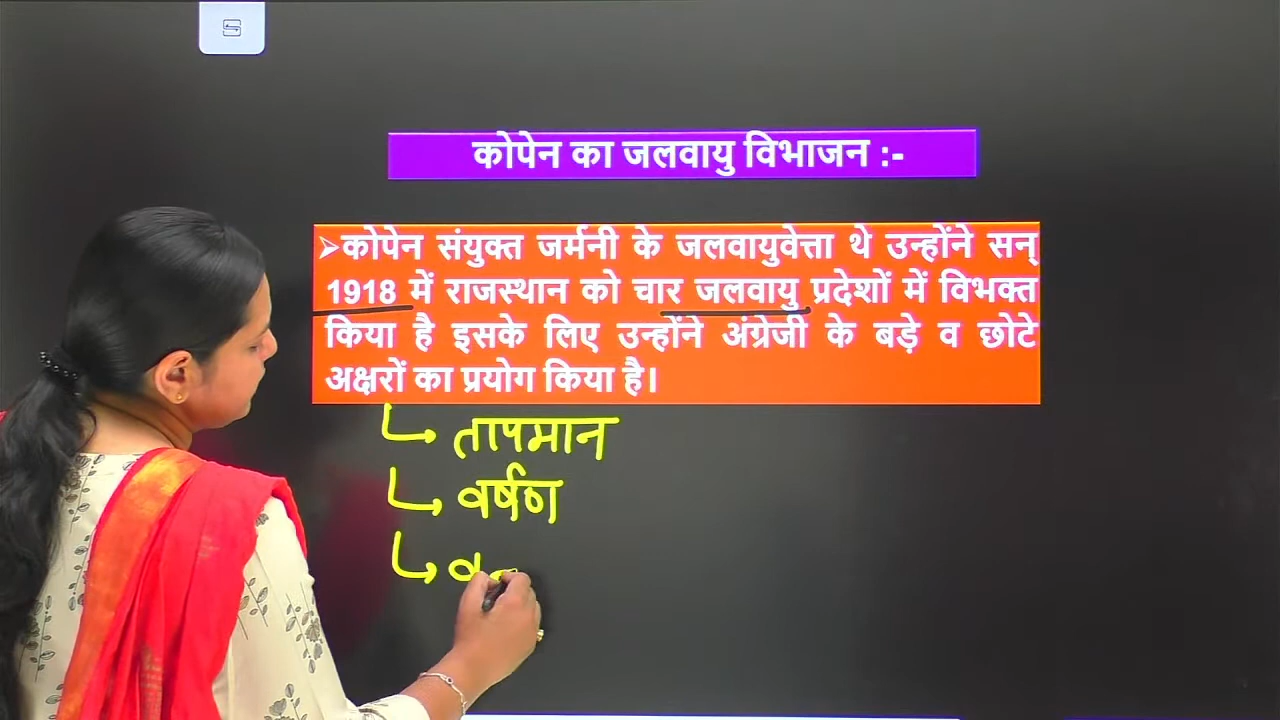 कोपेन का जलवायु विभाजन :-
➢कोपेन संयुक्त जर्मनी के जलवायुवेत्ता थे उन्होंने सन्
1918 में राजस्थान को चार जलवायु प्रदेशों में विभक्त
किया है इसके लिए उन्होंने अंग्रेजी के बड़े व छोटे
अक्षरों का प्रयोग किया है।
तापमान
वर्षण